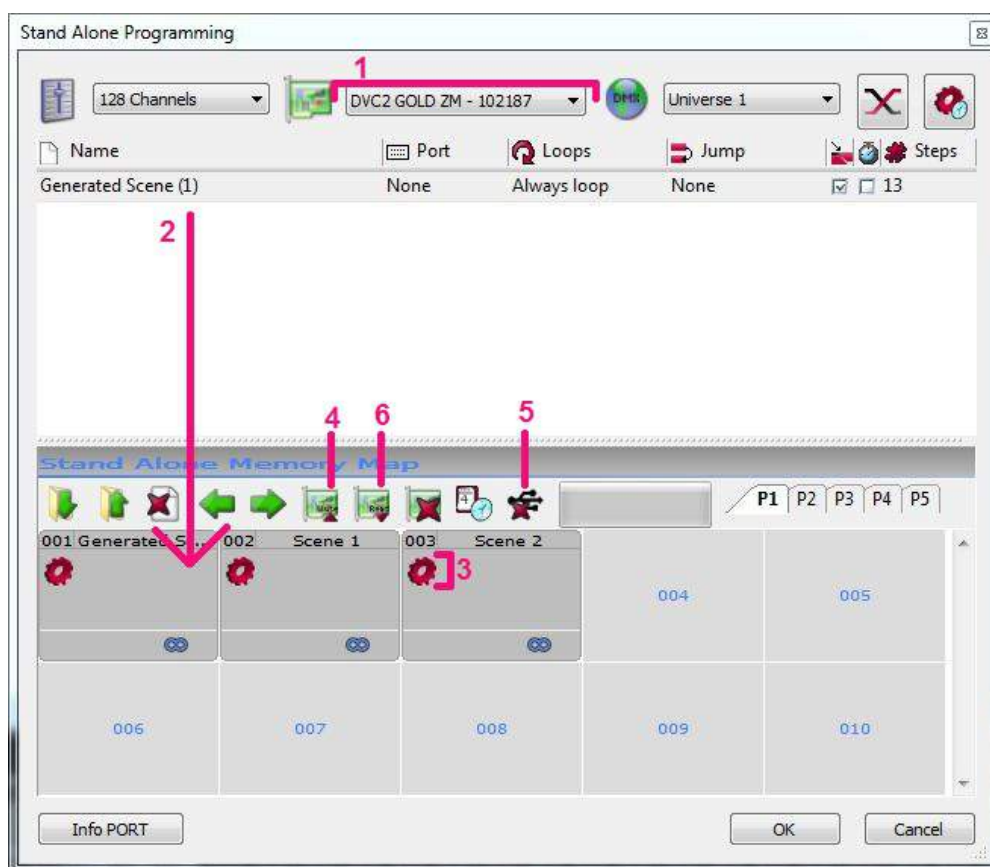 Stand Alone Programming
1
128 Channels DVC2 GOLD ZM - 102187 DMX Universe 1
Name Port Loops Jump Steps
Generated Scene (1) None Always loop None 13
2
4 6 5
Stand Alone Memory Map
Write Read 4 P1 P2 P3 P4 P5
001 Generated S... 002 Scene 1 003 Scene 2
3
004 005
006 007 008 009 010
Info PORT OK Cancel